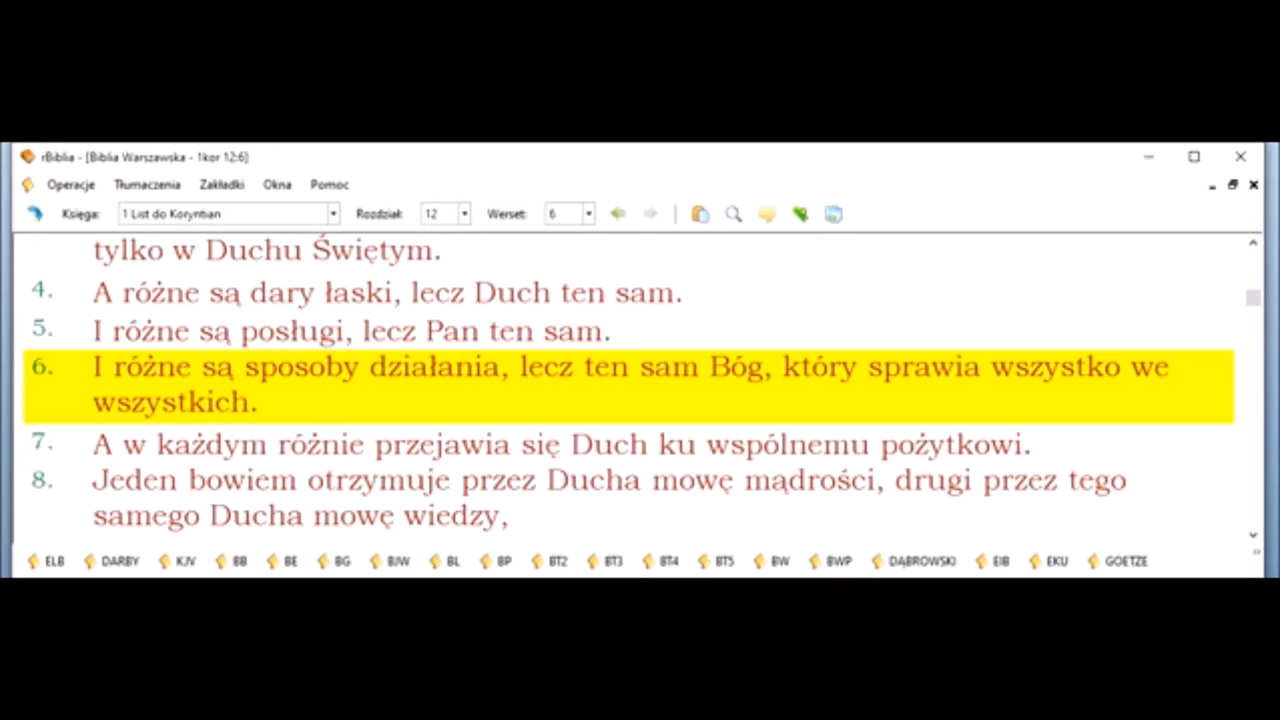 rBiblia - [Biblia Warszawska - 1kor 12:6]
Operacje Tłumaczenia Zakładki Okna Pomoc
Księga: 1 List do Koryntian Rozdział: 12 Werset: 6
tylko w Duchu Świętym.
4. A różne są dary łaski, lecz Duch ten sam.
5. I różne są posługi, lecz Pan ten sam.
6. I różne są sposoby działania, lecz ten sam Bóg, który sprawia wszystko we
wszystkich.
7. A w każdym różnie przejawia się Duch ku wspólnemu pożytkowi.
8. Jeden bowiem otrzymuje przez Ducha mowę mądrości, drugi przez tego
samego Ducha mowę wiedzy,
ELB DARBY KJV BB BE BG BJW BL BP BT2 BT3 BT4 BT5 BW BWP DĄBROWSKI EIB EKU GOETZE